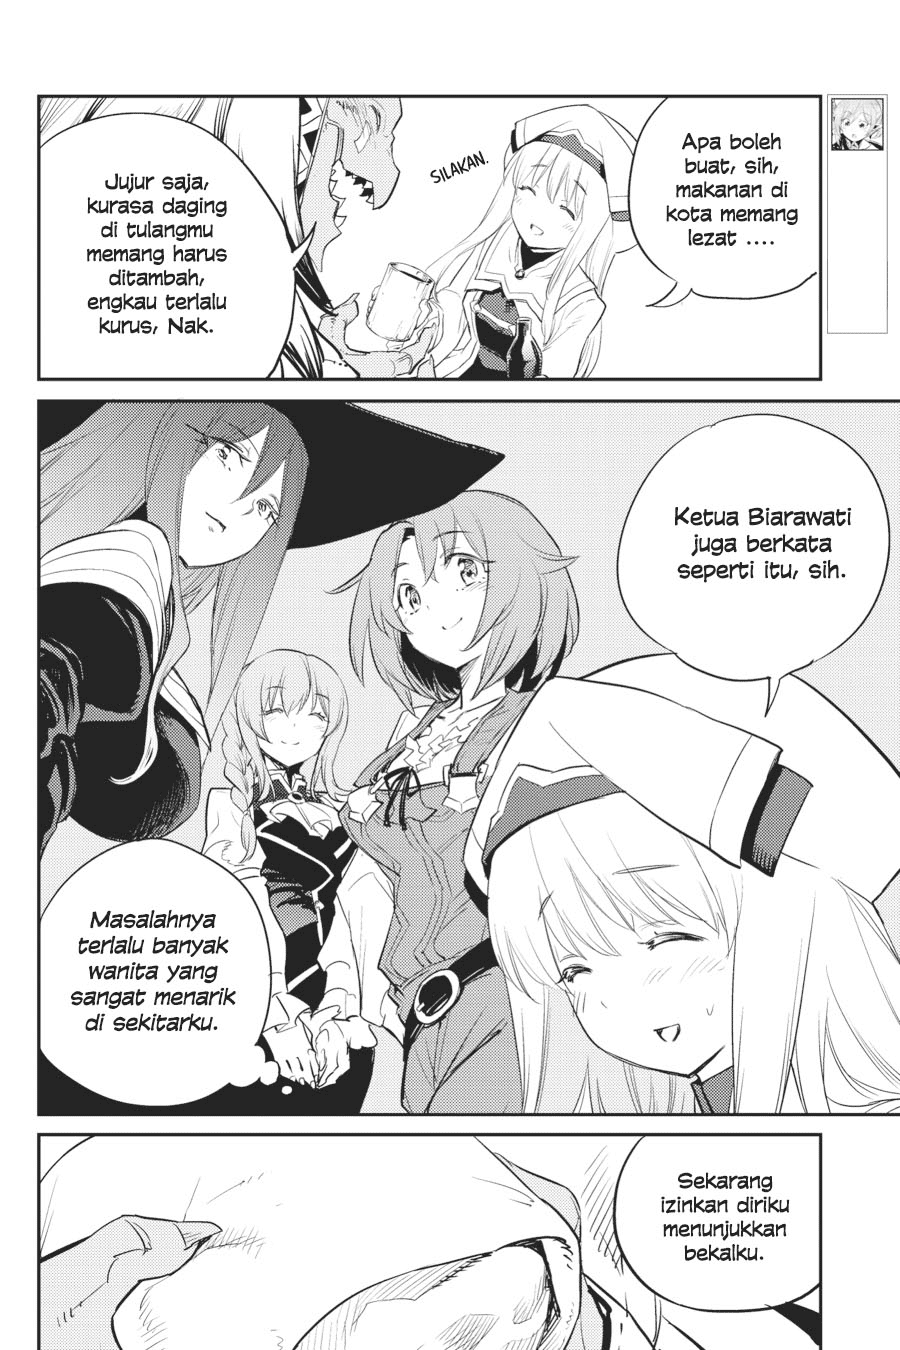 Apa boleh
buat, sih,
makanan di
kota memang
lezat ....
SILAKAN.
Jujur saja,
kurasa daging
di tulangmu
memang harus
ditambah,
engkau terlalu
kurus, Nak.
Ketua Biarawati
juga berkata
seperti itu, sih.
Masalahnya
terlalu banyak
wanita yang
sangat menarik
di sekitarku.
Sekarang
izinkan diriku
menunjukkan
bekalku.